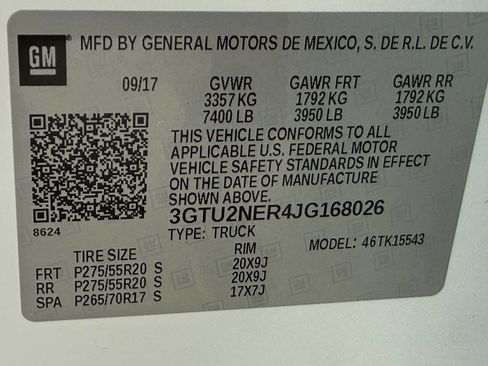 GM MFD BY GENERAL MOTORS DE MEXICO, S. DE R.L. DE C.V.
09/17 GVWR GAWR FRT GAWR RR
3357 KG 1792 KG 1792 KG
7400 LB 3950 LB 3950 LB
THIS VEHICLE CONFORMS TO ALL
APPLICABLE U.S. FEDERAL MOTOR
VEHICLE SAFETY STANDARDS IN EFFECT
ON THE DATE OF MANUFACTURE
SHOWN ABOVE.
3GTU2NER4JG168026
8624 TYPE: TRUCK MODEL: 46TK15543
TIRE SIZE RIM
FRT P275/55R20 S 20X9J
RR P275/55R20 S 20X9J
SPA P265/70R17 S 17X7J